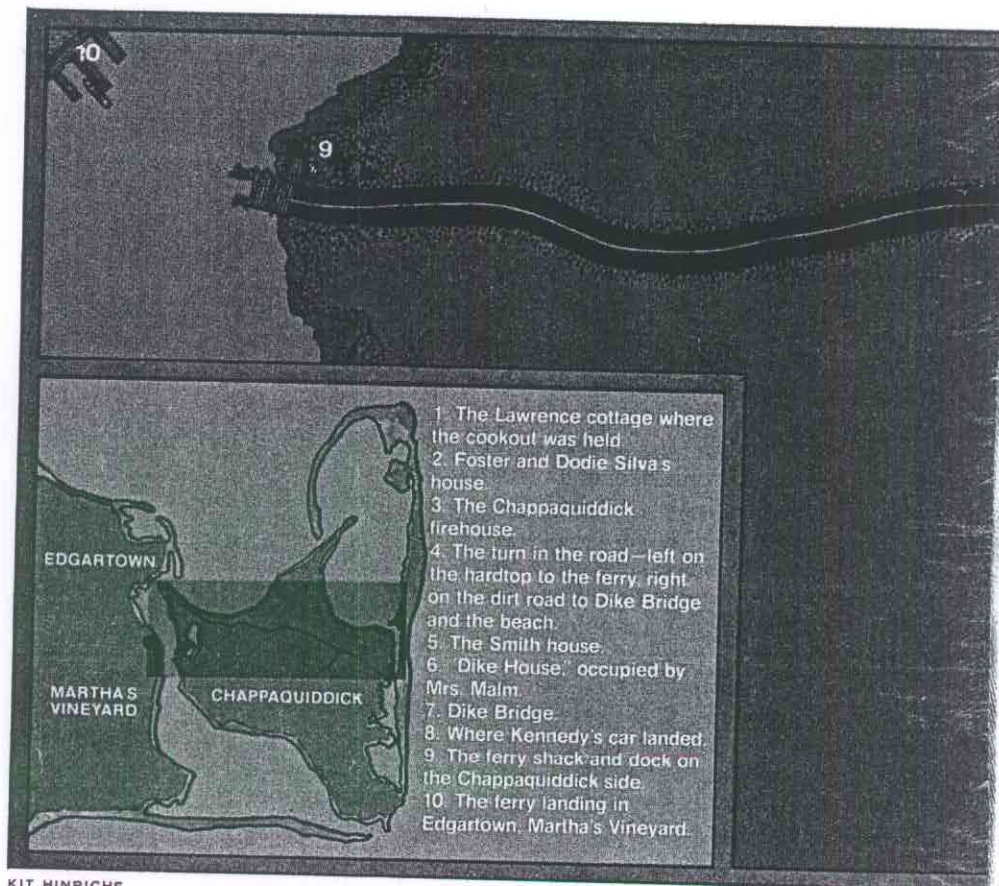 10
9
EDGARTOWN
MARTHA'S
VINEYARD
CHAPPAQUIDDICK
1. The Lawrence cottage where
the cookout was held.
2. Foster and Dodie Silva's
house.
3. The Chappaquiddick
firehouse.
4. The turn in the road—left on
the hardtop to the ferry, right
on the dirt road to Dike Bridge
and the beach.
5. The Smith house.
6. "Dike House," occupied by
Mrs. Malm.
7. Dike Bridge.
8. Where Kennedy's car landed.
9. The ferry shack and dock on
the Chappaquiddick side.
10. The ferry landing in
Edgartown, Martha's Vineyard.
KIT HINRICHS